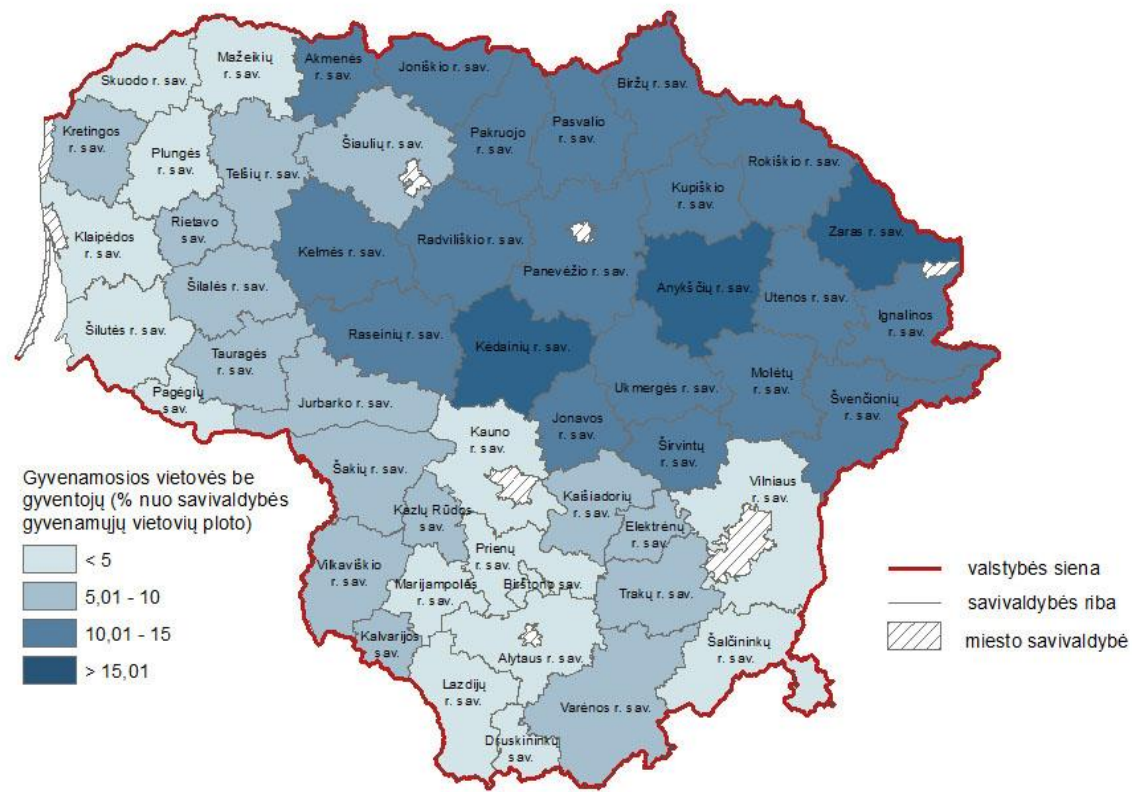 Mažeikių
r. sav.
Skuodo r. sav.
Akmenės
r. sav.
Joniškio r. sav.
Biržų r. sav.
Kretingos
r. sav.
Plungės
r. sav.
Telšių r. sav.
Šiaulių r. sav.
Pakruojo
r. sav.
Pasvalio
r. sav.
Rokiškio r. sav.
Kupiškio
r. sav.
Klaipėdos
r. sav.
Rietavo
sav.
Kelmės r. sav.
Radviliškio r. sav.
Panevėžio r. sav.
Zaras r. sav.
Anykščių r. sav.
Utenos r. sav.
Ignalinos
r. sav.
Šilalės r. sav.
Šilutės r. sav.
Raseinių r. sav.
Kėdainių r. sav.
Tauragės
r. sav.
Ukmergės r. sav.
Molėtų
r. sav.
Švenčionių
r. sav.
Pagėgių
sav.
Jurbarko r. sav.
Jonavos
r. sav.
Kauno
r. sav.
Širvintų
r. sav.
Šakių r. sav.
Vilniaus
r. sav.
Kaišiadorių
r. sav.
Kazlų Rūdos
sav.
Elektrėnų
r. sav.
Prienų
r. sav.
Vilkaviškio
r. sav.
Marijampolės
r. sav.
Birštono sav.
Trakų r. sav.
Kalvarijos
sav.
Alytaus r. sav.
Šalčininkų
r. sav.
Lazdijų
r. sav.
Varėnos r. sav.
Druskininkų
sav.
Gyvenamosios vietovės be
gyventojų (% nuo savivaldybės
gyvenamųjų vietovių ploto)
< 5
5,01 - 10
10,01 - 15
> 15,01
valstybės siena
savivaldybės riba
miesto savivaldybė